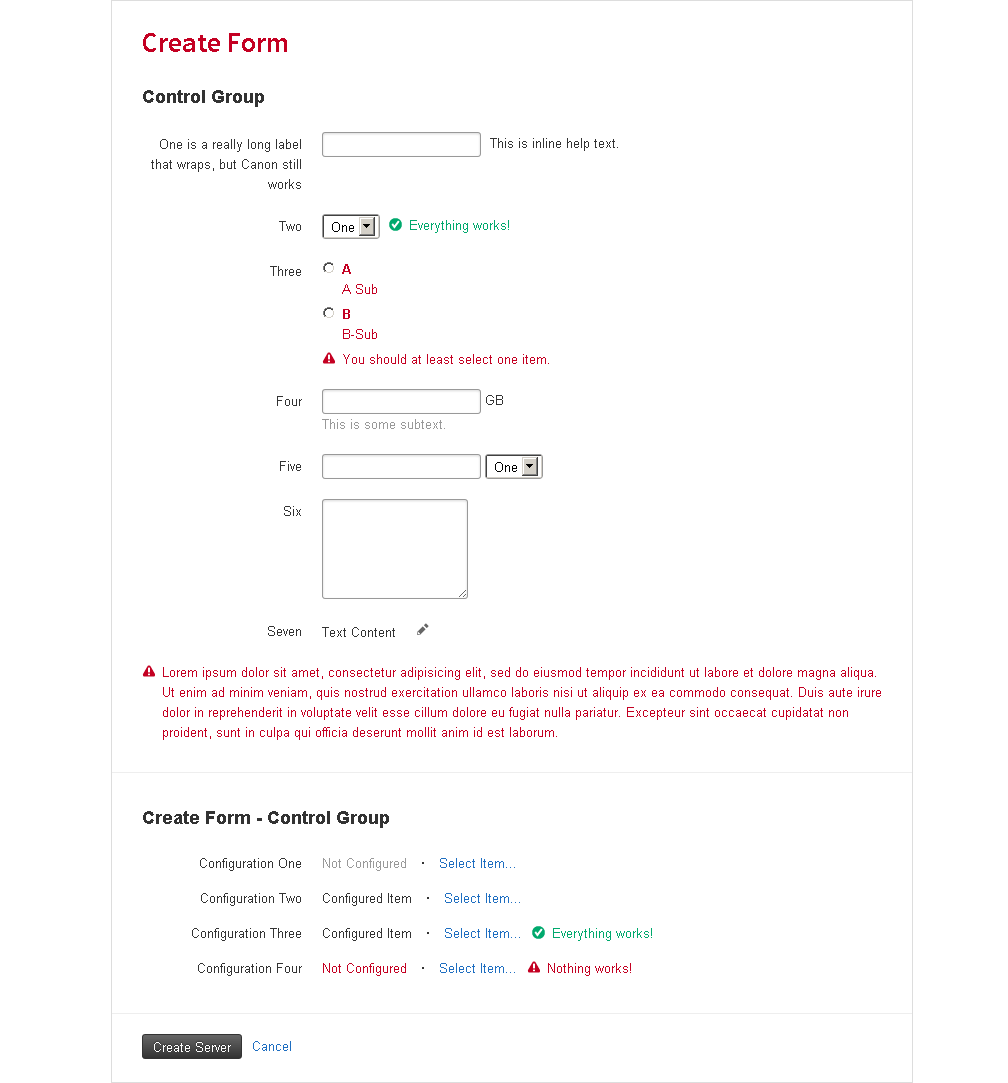 Create Form
Control Group
One is a really long label
that wraps, but Canon still
works
This is inline help text.
Two
One
Everything works!
Three
A
A Sub
B
B-Sub
You should at least select one item.
Four
GB
This is some subtext.
Five
One
Six
Seven
Text Content
Lorem ipsum dolor sit amet, consectetur adipisicing elit, sed do eiusmod tempor incididunt ut labore et dolore magna aliqua.
Ut enim ad minim veniam, quis nostrud exercitation ullamco laboris nisi ut aliquip ex ea commodo consequat. Duis aute irure
dolor in reprehenderit in voluptate velit esse cillum dolore eu fugiat nulla pariatur. Excepteur sint occaecat cupidatat non
proident, sunt in culpa qui officia deserunt mollit anim id est laborum.
Create Form - Control Group
Configuration One Not Configured · Select Item...
Configuration Two Configured Item · Select Item...
Configuration Three Configured Item · Select Item... Everything works!
Configuration Four Not Configured · Select Item... Nothing works!
Create Server Cancel